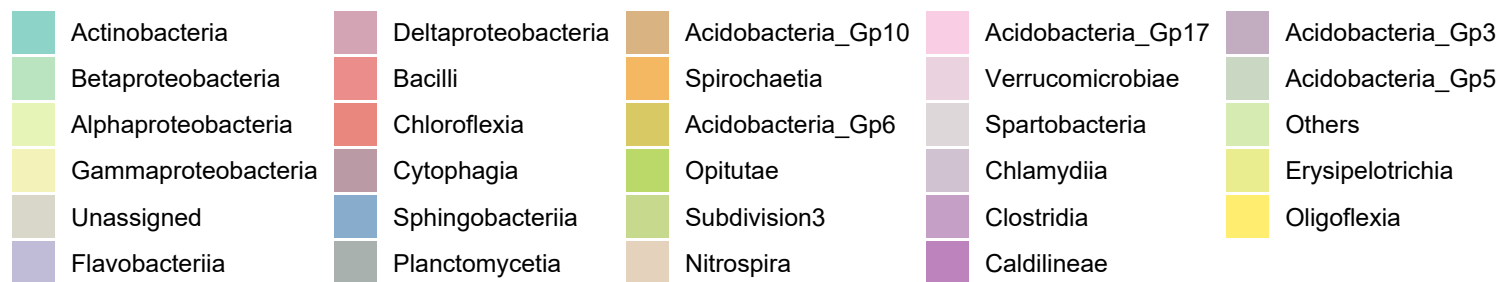 Actinobacteria
Betaproteobacteria
Alphaproteobacteria
Gammaproteobacteria
Unassigned
Flavobacteriia
Deltaproteobacteria
Bacilli
Chloroflexia
Cytophagia
Sphingobacteriia
Planctomycetia
Acidobacteria_Gp10
Spirochaetia
Acidobacteria_Gp6
Opitutae
Subdivision3
Nitrospira
Acidobacteria_Gp17
Verrucomicrobiae
Spartobacteria
Chlamydiia
Clostridia
Caldilineae
Acidobacteria_Gp3
Acidobacteria_Gp5
Others
Erysipelotrichia
Oligoflexia